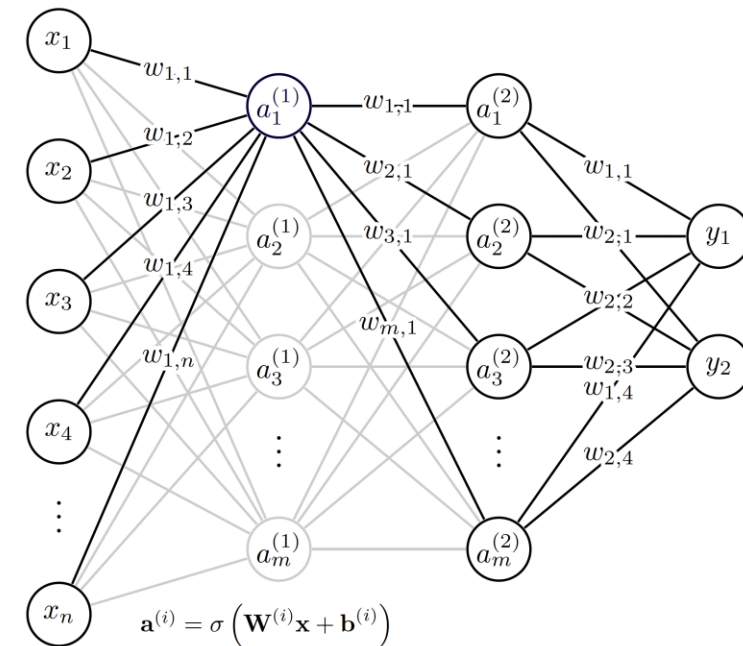 x₁
x₂
x₃
x₄
⋮
xₙ
w₁,₁
w₁,₂
w₁,₃
w₁,₄
w₁,ₙ
a₁⁽¹⁾
a₂⁽¹⁾
a₃⁽¹⁾
⋮
aₘ⁽¹⁾
w₁,₁
w₂,₁
w₃,₁
wₘ,₁
a₁⁽²⁾
a₂⁽²⁾
a₃⁽²⁾
⋮
aₘ⁽²⁾
w₁,₁
w₂,₁
w₂,₂
w₂,₃
w₁,₄
w₂,₄
y₁
y₂
𝐚⁽ⁱ⁾ = σ (𝐖⁽ⁱ⁾𝐱 + 𝐛⁽ⁱ⁾)